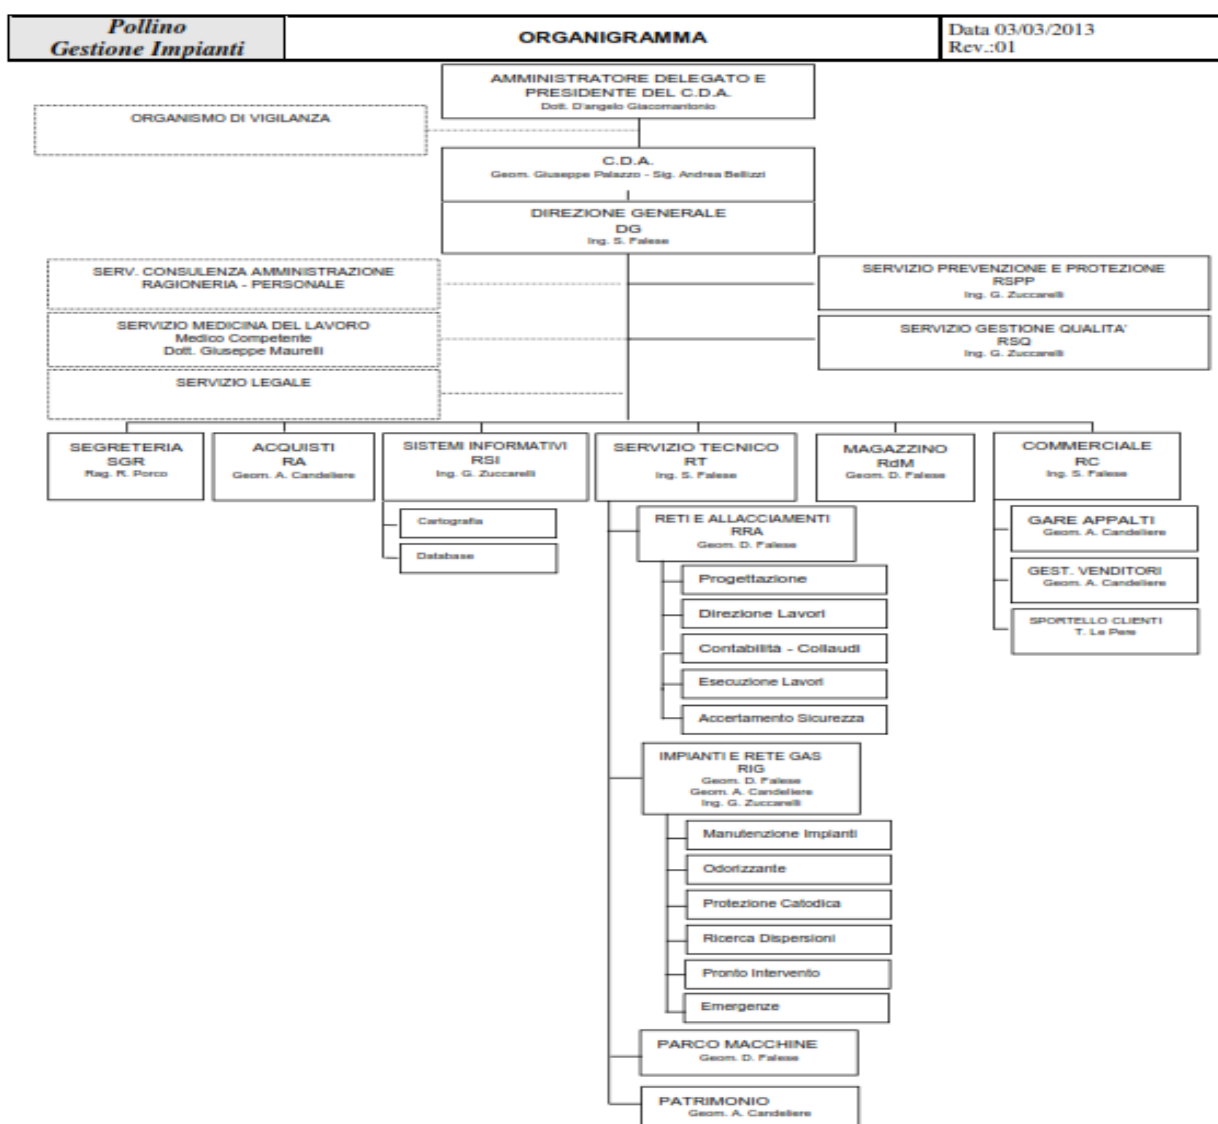 Pollino
Gestione Impianti
ORGANIGRAMMA
Data 03/03/2013
Rev.:01
AMMINISTRATORE DELEGATO E
PRESIDENTE DEL C.D.A.
Dott. D'angelo Giacomantonio
ORGANISMO DI VIGILANZA
C.D.A.
Geom. Giuseppe Palazzo - Sig. Andrea Bellizzi
DIREZIONE GENERALE
DG
Ing. S. Falese
SERV. CONSULENZA AMMINISTRAZIONE
RAGIONERIA - PERSONALE
SERVIZIO PREVENZIONE E PROTEZIONE
RSPP
Ing. G. Zuccarelli
SERVIZIO MEDICINA DEL LAVORO
Medico Competente
Dott. Giuseppe Maurelli
SERVIZIO GESTIONE QUALITA'
RSQ
Ing. G. Zuccarelli
SERVIZIO LEGALE
SEGRETERIA
SGR
Rag. R. Porco
ACQUISTI
RA
Geom. A. Candeliere
SISTEMI INFORMATIVI
RSI
Ing. G. Zuccarelli
SERVIZIO TECNICO
RT
Ing. S. Falese
MAGAZZINO
RdM
Geom. D. Falese
COMMERCIALE
RC
Ing. S. Falese
Cartografia
Database
RETI E ALLACCIAMENTI
RRA
Geom. D. Falese
Progettazione
Direzione Lavori
Contabilità - Collaudi
Esecuzione Lavori
Accertamento Sicurezza
GARE APPALTI
Geom. A. Candeliere
GEST. VENDITORI
Geom. A. Candeliere
SPORTELLO CLIENTI
T. Le Pere
IMPIANTI E RETE GAS
RIG
Geom. D. Falese
Geom. A. Candeliere
Ing. G. Zuccarelli
Manutenzione Impianti
Odorizzante
Protezione Catodica
Ricerca Dispersioni
Pronto Intervento
Emergenze
PARCO MACCHINE
Geom. D. Falese
PATRIMONIO
Geom. A. Candeliere